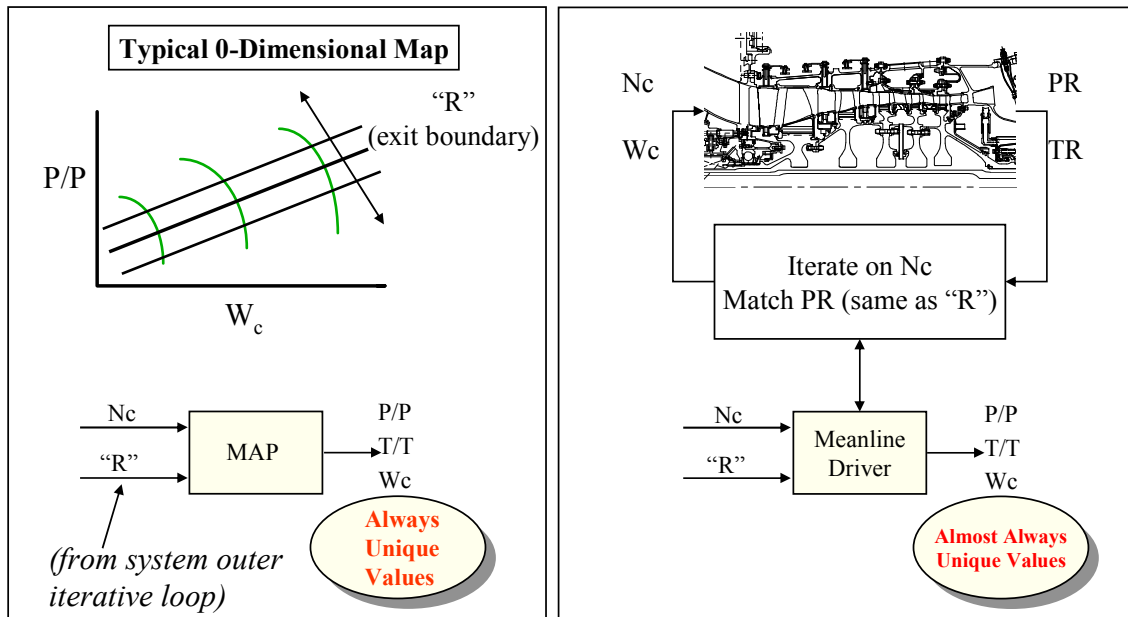 Typical 0-Dimensional Map
“R”
(exit boundary)
P/P
Wc
Nc
“R”
MAP
P/P
T/T
Wc
(from system outer
iterative loop)
Always
Unique
Values
Nc
Wc
PR
TR
Iterate on Nc
Match PR (same as “R”)
Nc
“R”
Meanline
Driver
P/P
T/T
Wc
Almost Always
Unique Values